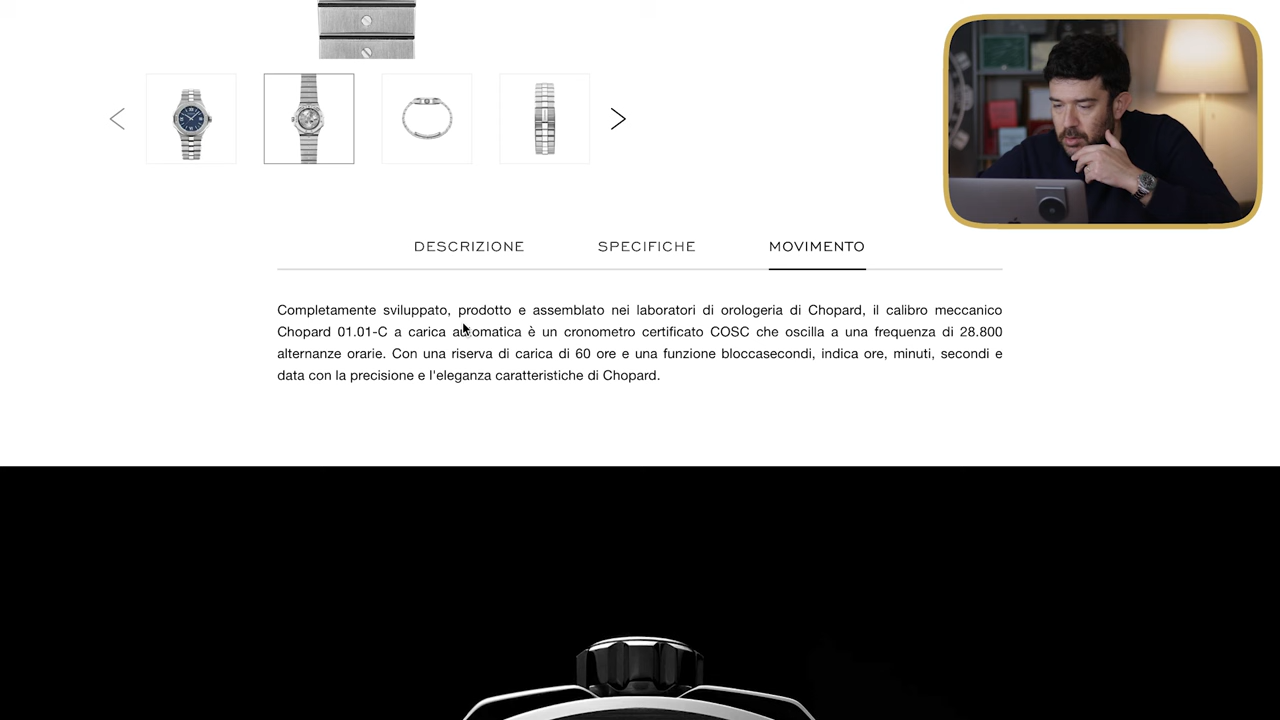 DESCRIZIONE
SPECIFICHE
MOVIMENTO
Completamente sviluppato, prodotto e assemblato nei laboratori di orologeria di Chopard, il calibro meccanico
Chopard 01.01-C a carica automatica è un cronometro certificato COSC che oscilla a una frequenza di 28.800
alternanze orarie. Con una riserva di carica di 60 ore e una funzione bloccasecondi, indica ore, minuti, secondi e
data con la precisione e l'eleganza caratteristiche di Chopard.